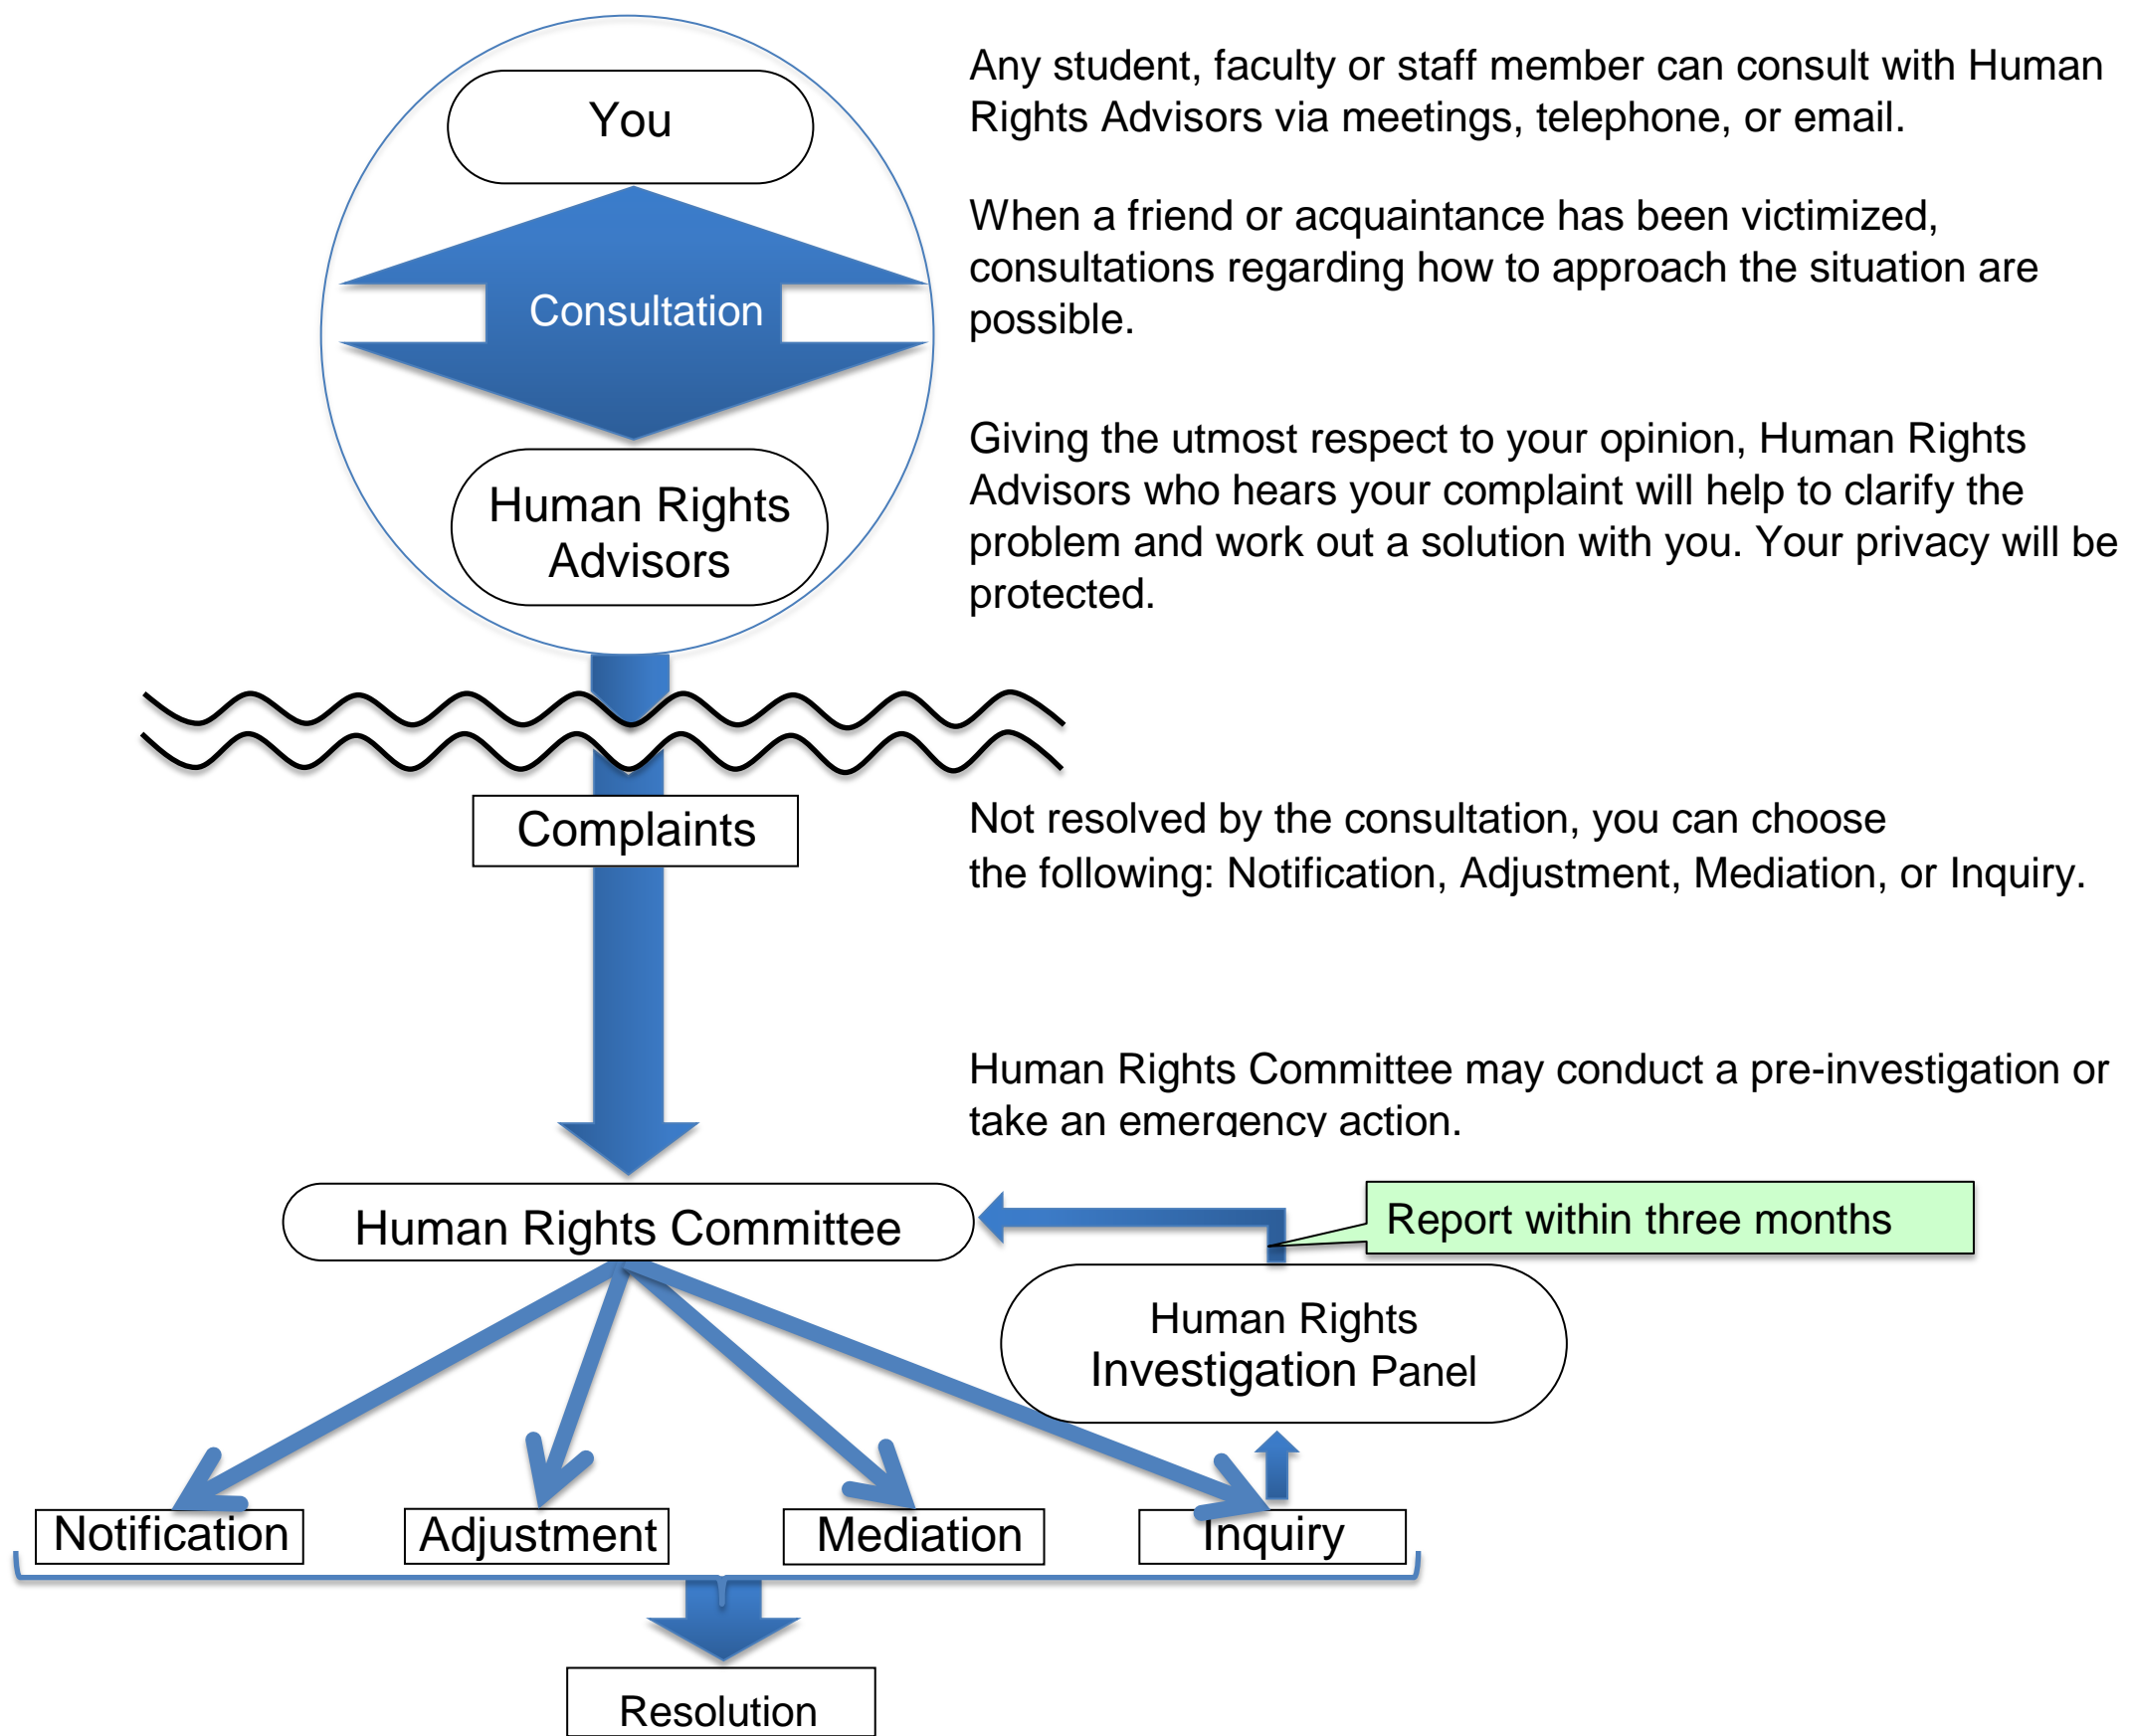 You
Consultation
Human Rights
Advisors
Any student, faculty or staff member can consult with Human
Rights Advisors via meetings, telephone, or email.
When a friend or acquaintance has been victimized,
consultations regarding how to approach the situation are
possible.
Giving the utmost respect to your opinion, Human Rights
Advisors who hears your complaint will help to clarify the
problem and work out a solution with you. Your privacy will be
protected.
Complaints
Not resolved by the consultation, you can choose
the following: Notification, Adjustment, Mediation, or Inquiry.
Human Rights Committee may conduct a pre-investigation or
take an emergency action.
Human Rights Committee
Report within three months
Human Rights
Investigation Panel
Notification
Adjustment
Mediation
Inquiry
Resolution